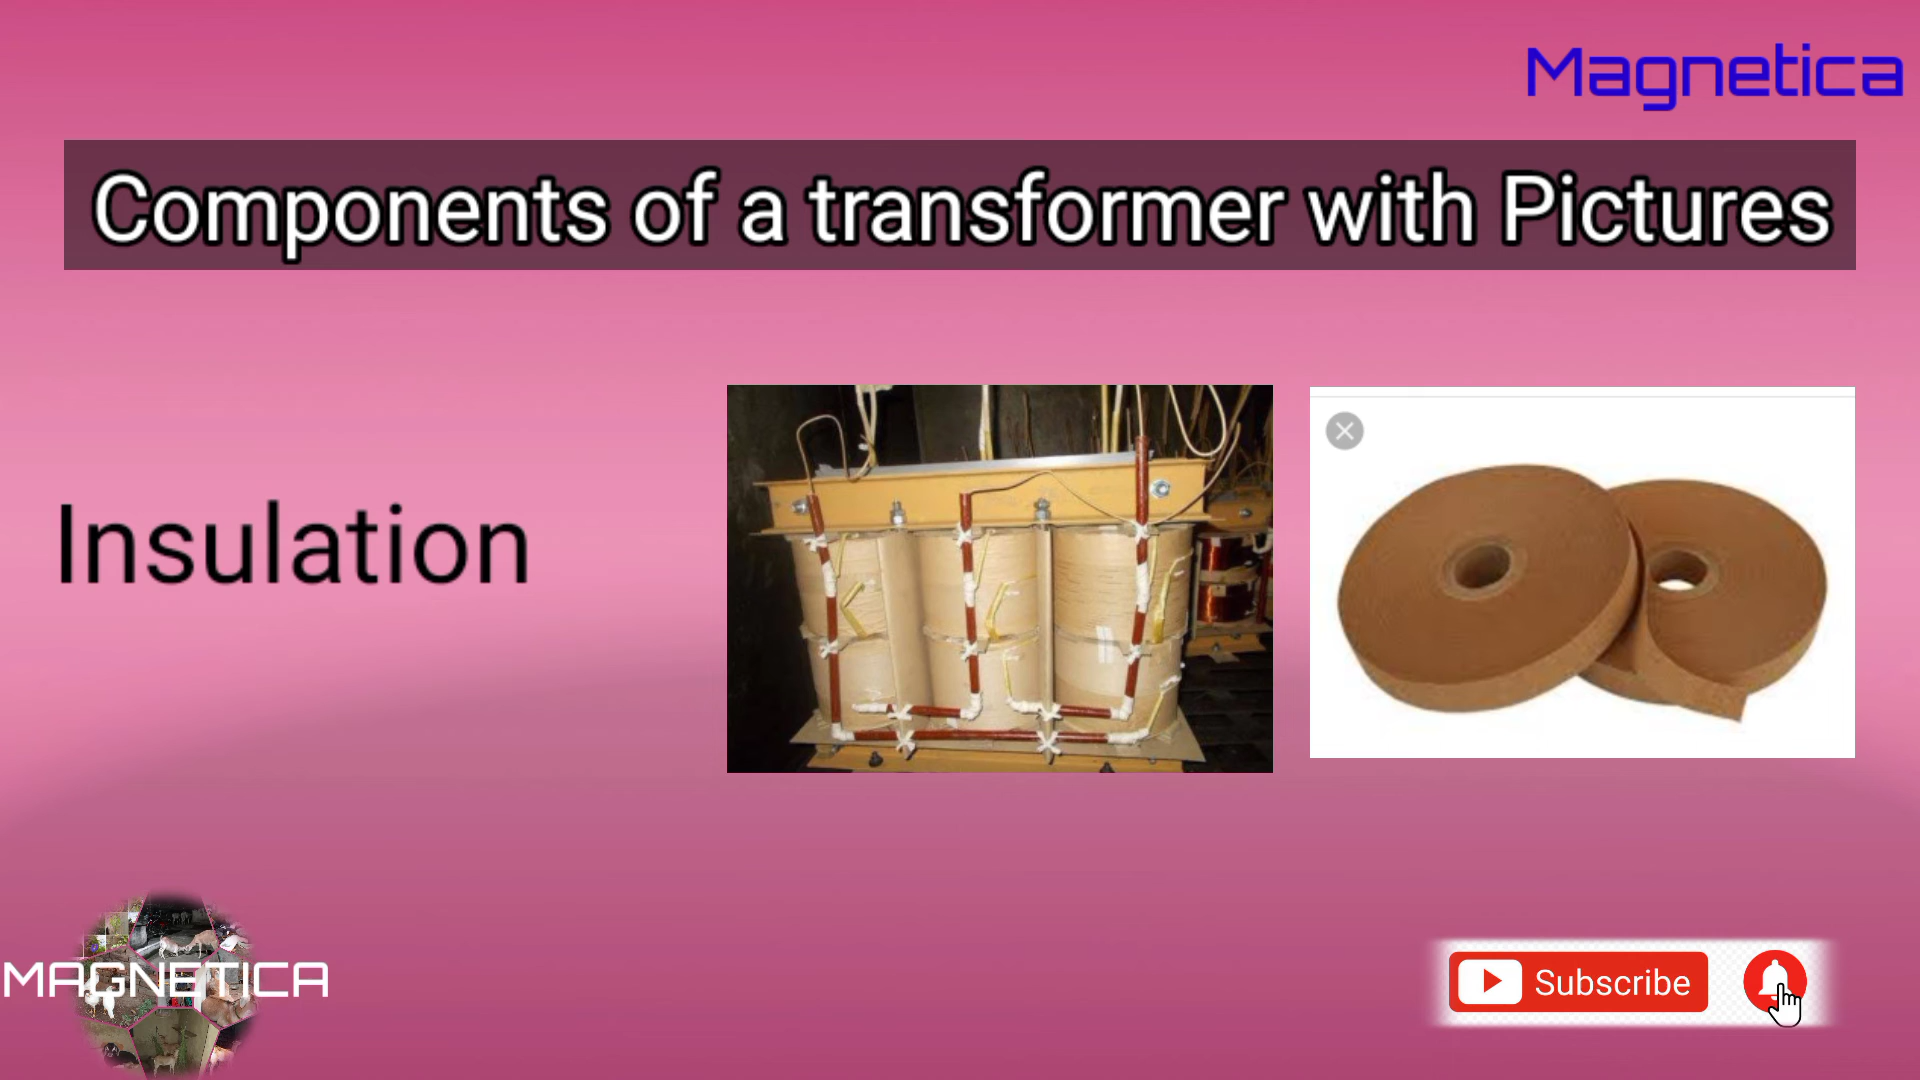 Magnetica
Components of a transformer with Pictures
Insulation
MAGNETICA
Subscribe